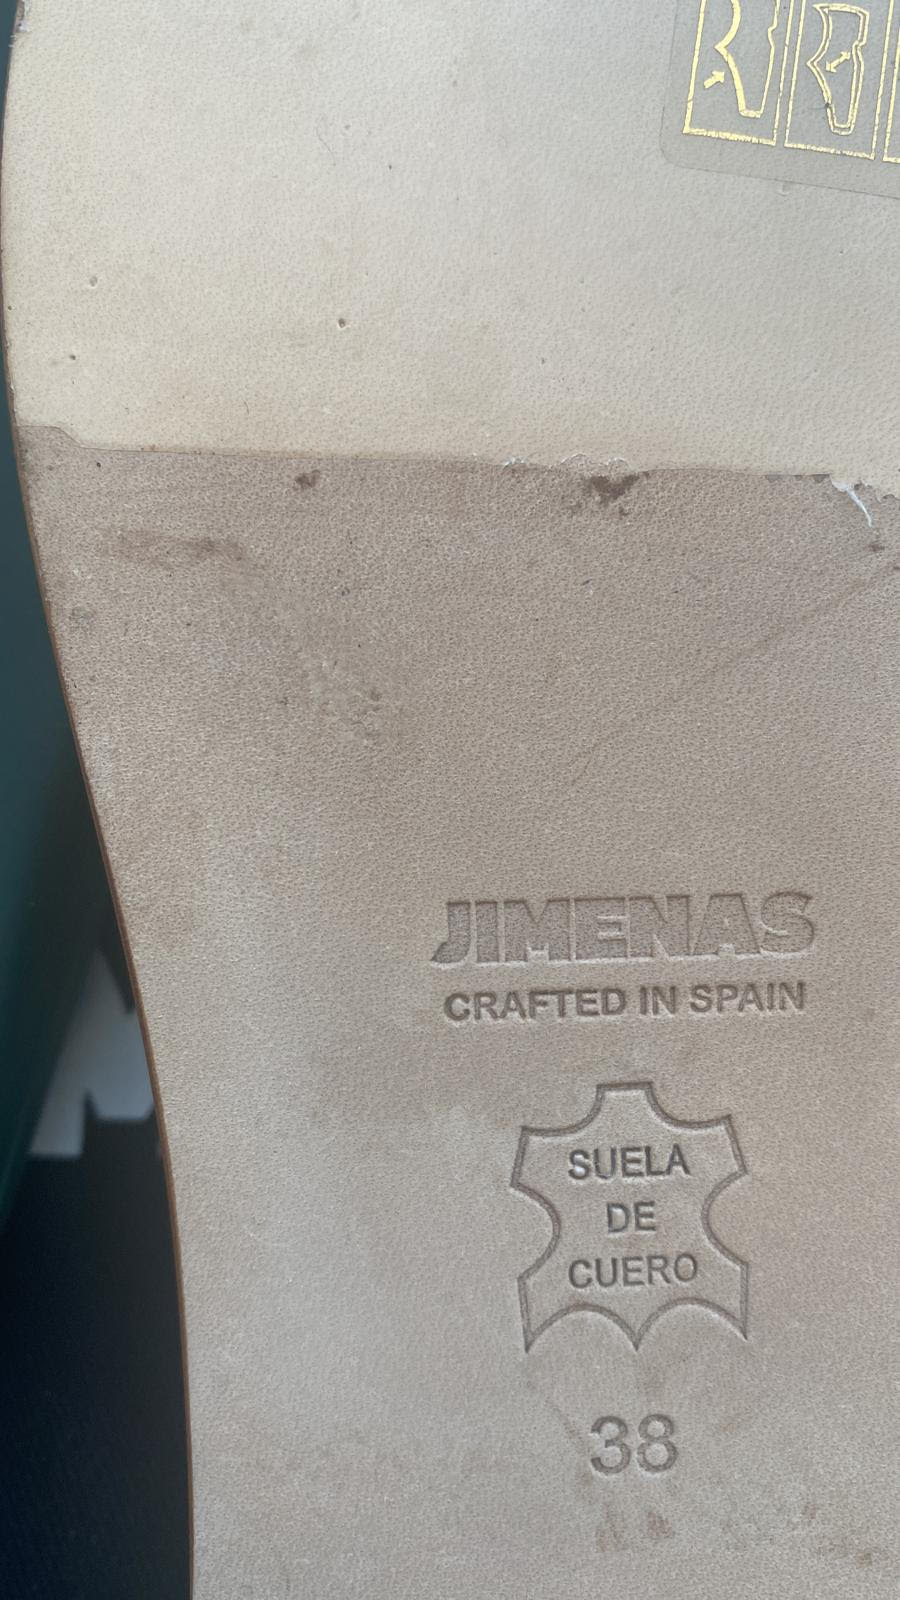 JIMENAS
CRAFTED IN SPAIN
SUELA
DE
CUERO
38